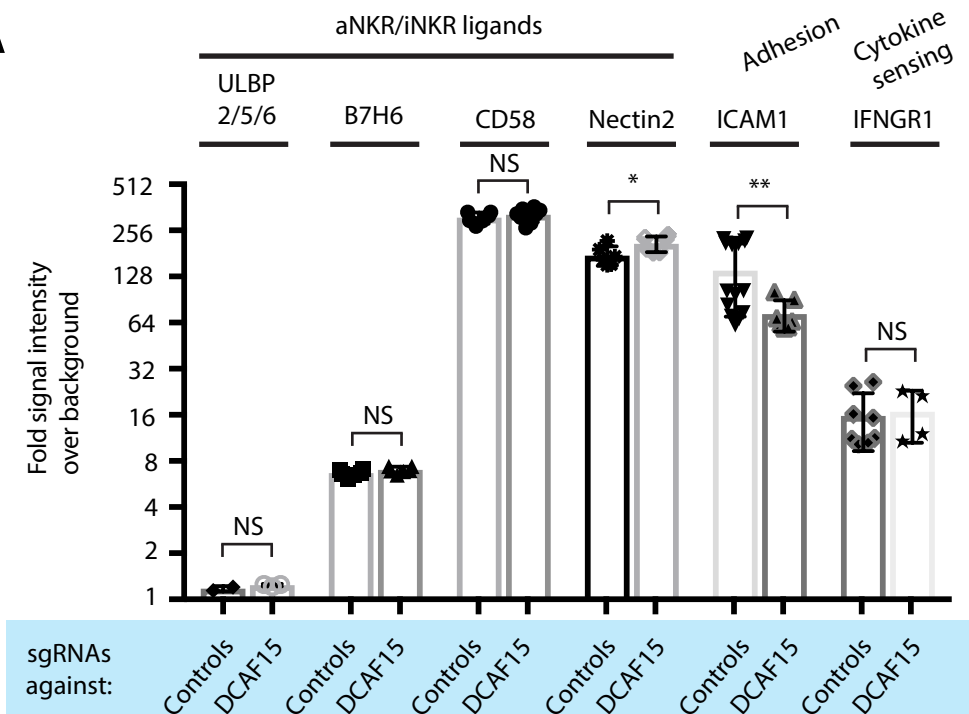 aNKR/iNKR ligands
Adhesion
Cytokine
sensing
ULBP
2/5/6
B7H6
CD58
Nectin2
ICAM1
IFNGR1
Fold signal intensity
over background
512
256
128
64
32
16
8
4
2
1
NS
NS
NS
*
**
NS
sgRNAs
against:
Controls
DCAF15
Controls
DCAF15
Controls
DCAF15
Controls
DCAF15
Controls
DCAF15
Controls
DCAF15